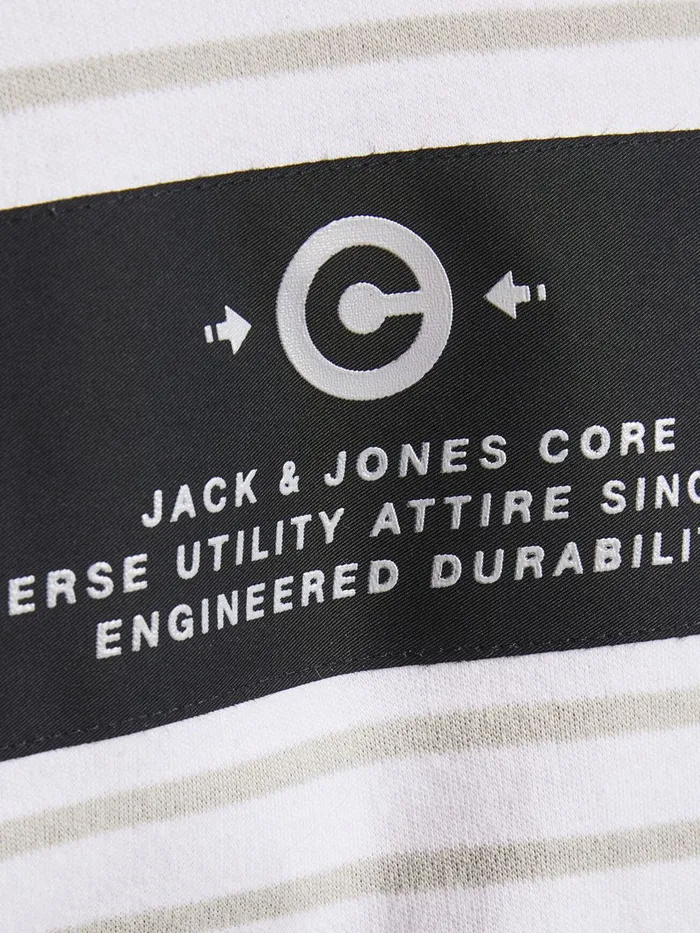 JACK & JONES CORE
ERSE UTILITY ATTIRE SINC
ENGINEERED DURABILI